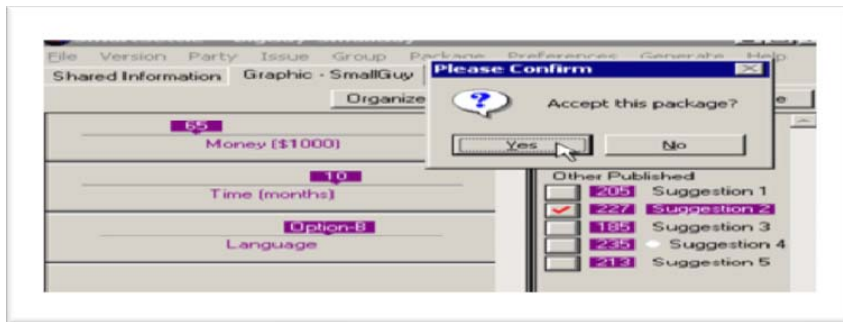 File Version Party Issue Group Package Preferences Generate Help
Shared Information Graphic - SmallGuy
Please Confirm
Organize
Accept this package?
Yes No
65
Money ($1000)
10
Time (months)
Option-B
Language
Other Published
205 Suggestion 1
227 Suggestion 2
185 Suggestion 3
235 Suggestion 4
213 Suggestion 5